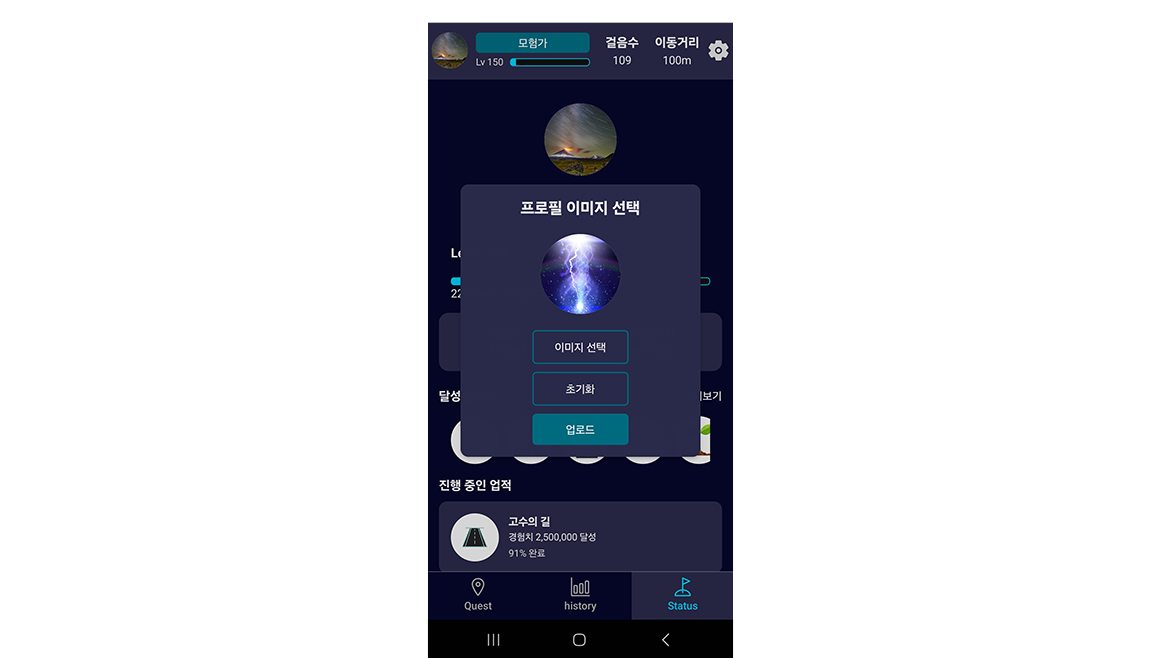 모험가
Lv 150
걸음수
109
이동거리
100m
프로필 이미지 선택
이미지 선택
초기화
업로드
달성
보기
진행 중인 업적
고수의 길
경험치 2,500,000 달성
91% 완료
Quest
history
Status